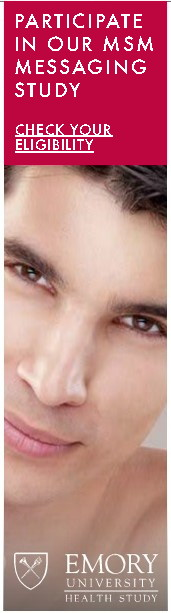 PARTICIPATE
IN OUR MSM
MESSAGING
STUDY
CHECK YOUR
ELIGIBILITY
EMORY
UNIVERSITY
HEALTH STUDY